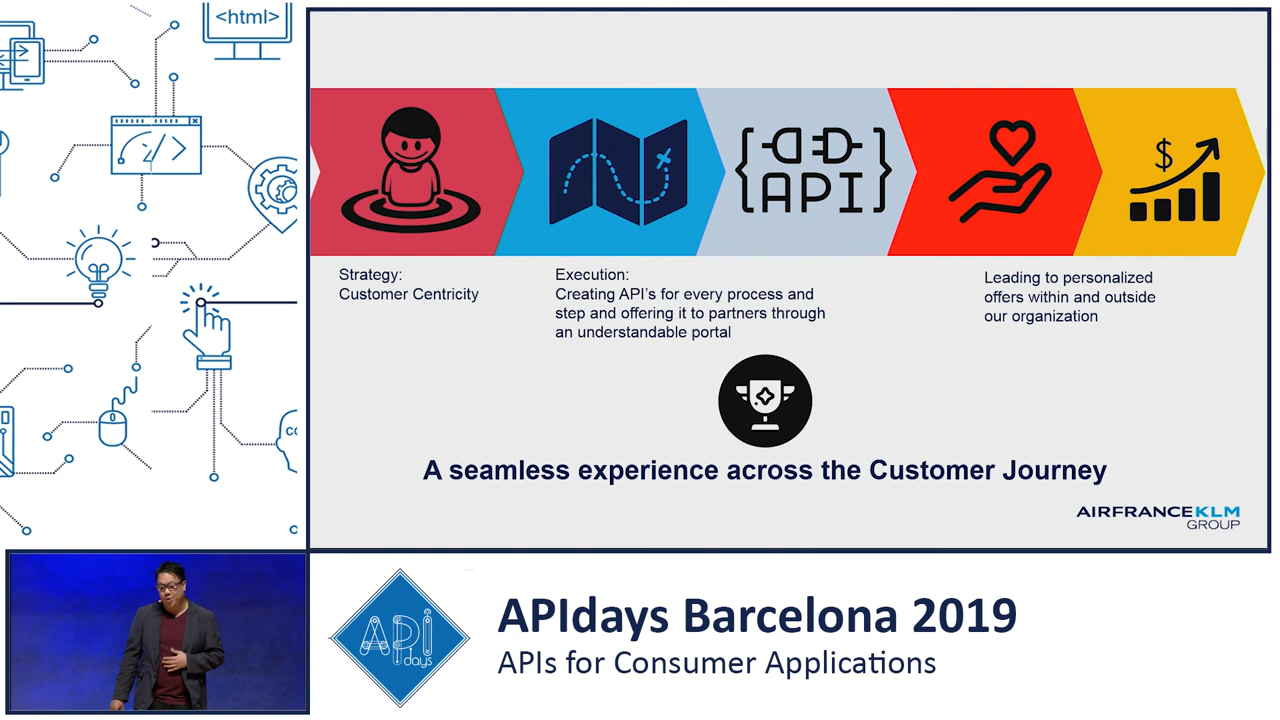 <html>
</>
{API}
$
Strategy:
Customer Centricity
Execution:
Creating API's for every process and
step and offering it to partners through
an understandable portal
Leading to personalized
offers within and outside
our organization
A seamless experience across the Customer Journey
AIRFRANCE KLM
GROUP
API
days
APIdays Barcelona 2019
APIs for Consumer Applications